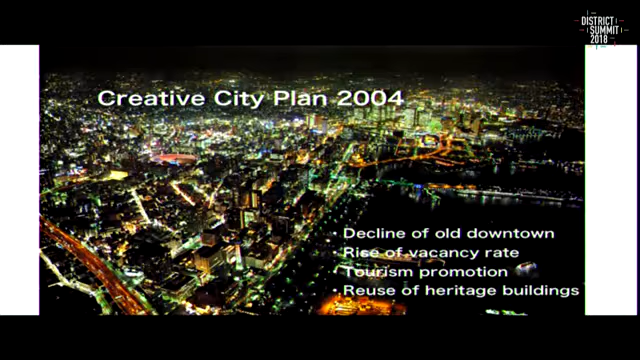 DISTRICT
SUMMIT
2018
Creative City Plan 2004
・Decline of old downtown
・Rise of vacancy rate
・Tourism promotion
・Reuse of heritage buildings